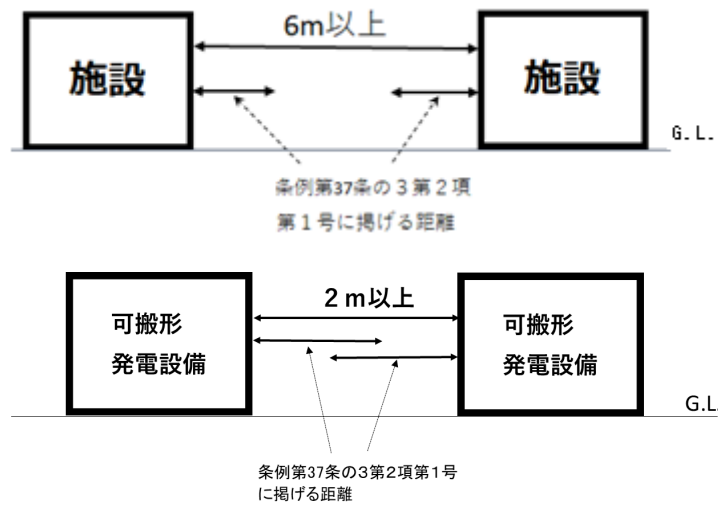 6m以上
施設
施設
G.L.
条例第37条の3第2項
第1号に掲げる距離
2m以上
可搬形
発電設備
可搬形
発電設備
G.L.
条例第37条の3第2項第1号
に掲げる距離